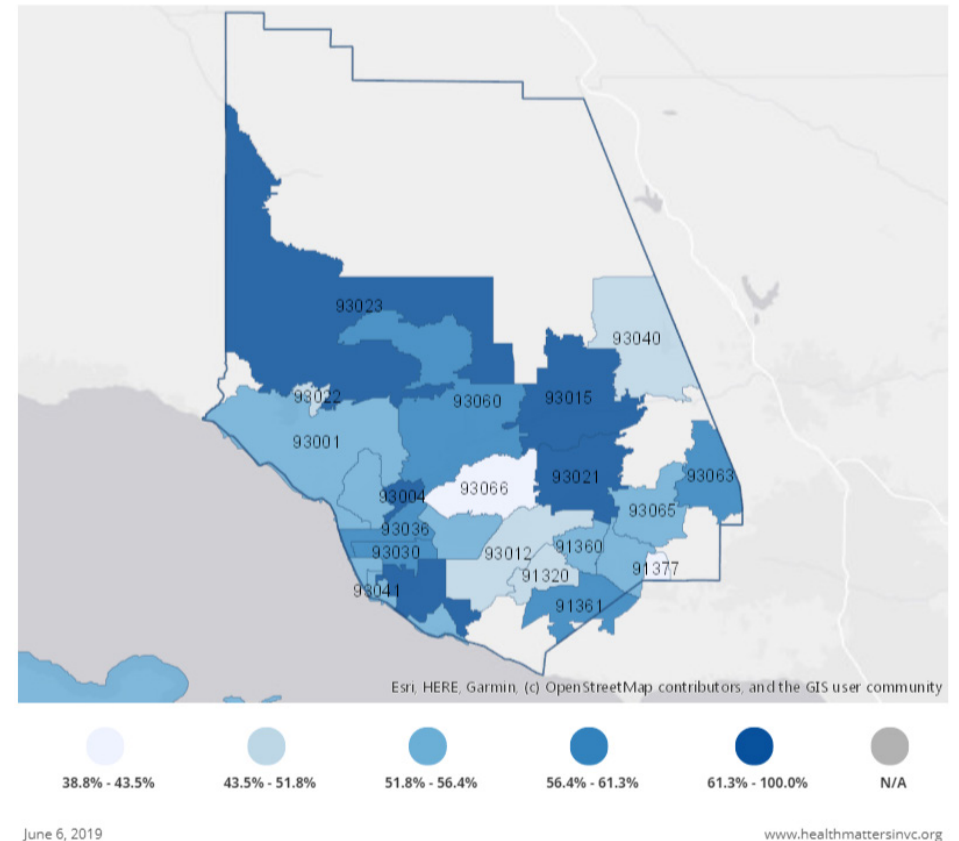 93023
93040
93022
93060
93015
93001
93004
93066
93021
93063
93065
93036
93030
93012
91360
91320
91377
93041
91361
Esri, HERE, Garmin, (c) OpenStreetMap contributors, and the GIS user community
38.8% - 43.5%
43.5% - 51.8%
51.8% - 56.4%
56.4% - 61.3%
61.3% - 100.0%
N/A
June 6, 2019
www.healthmattersinvc.org